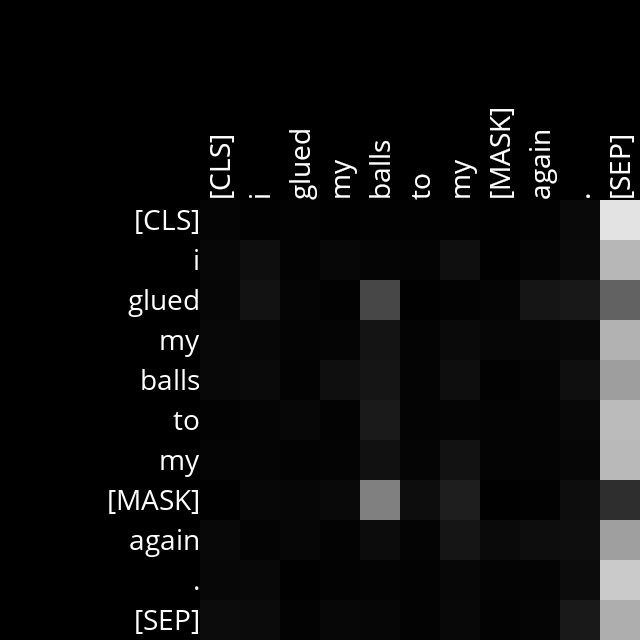 [CLS] i glued my balls to my [MASK] again . [SEP]
[CLS]
i
glued
my
balls
to
my
[MASK]
again
.
[SEP]